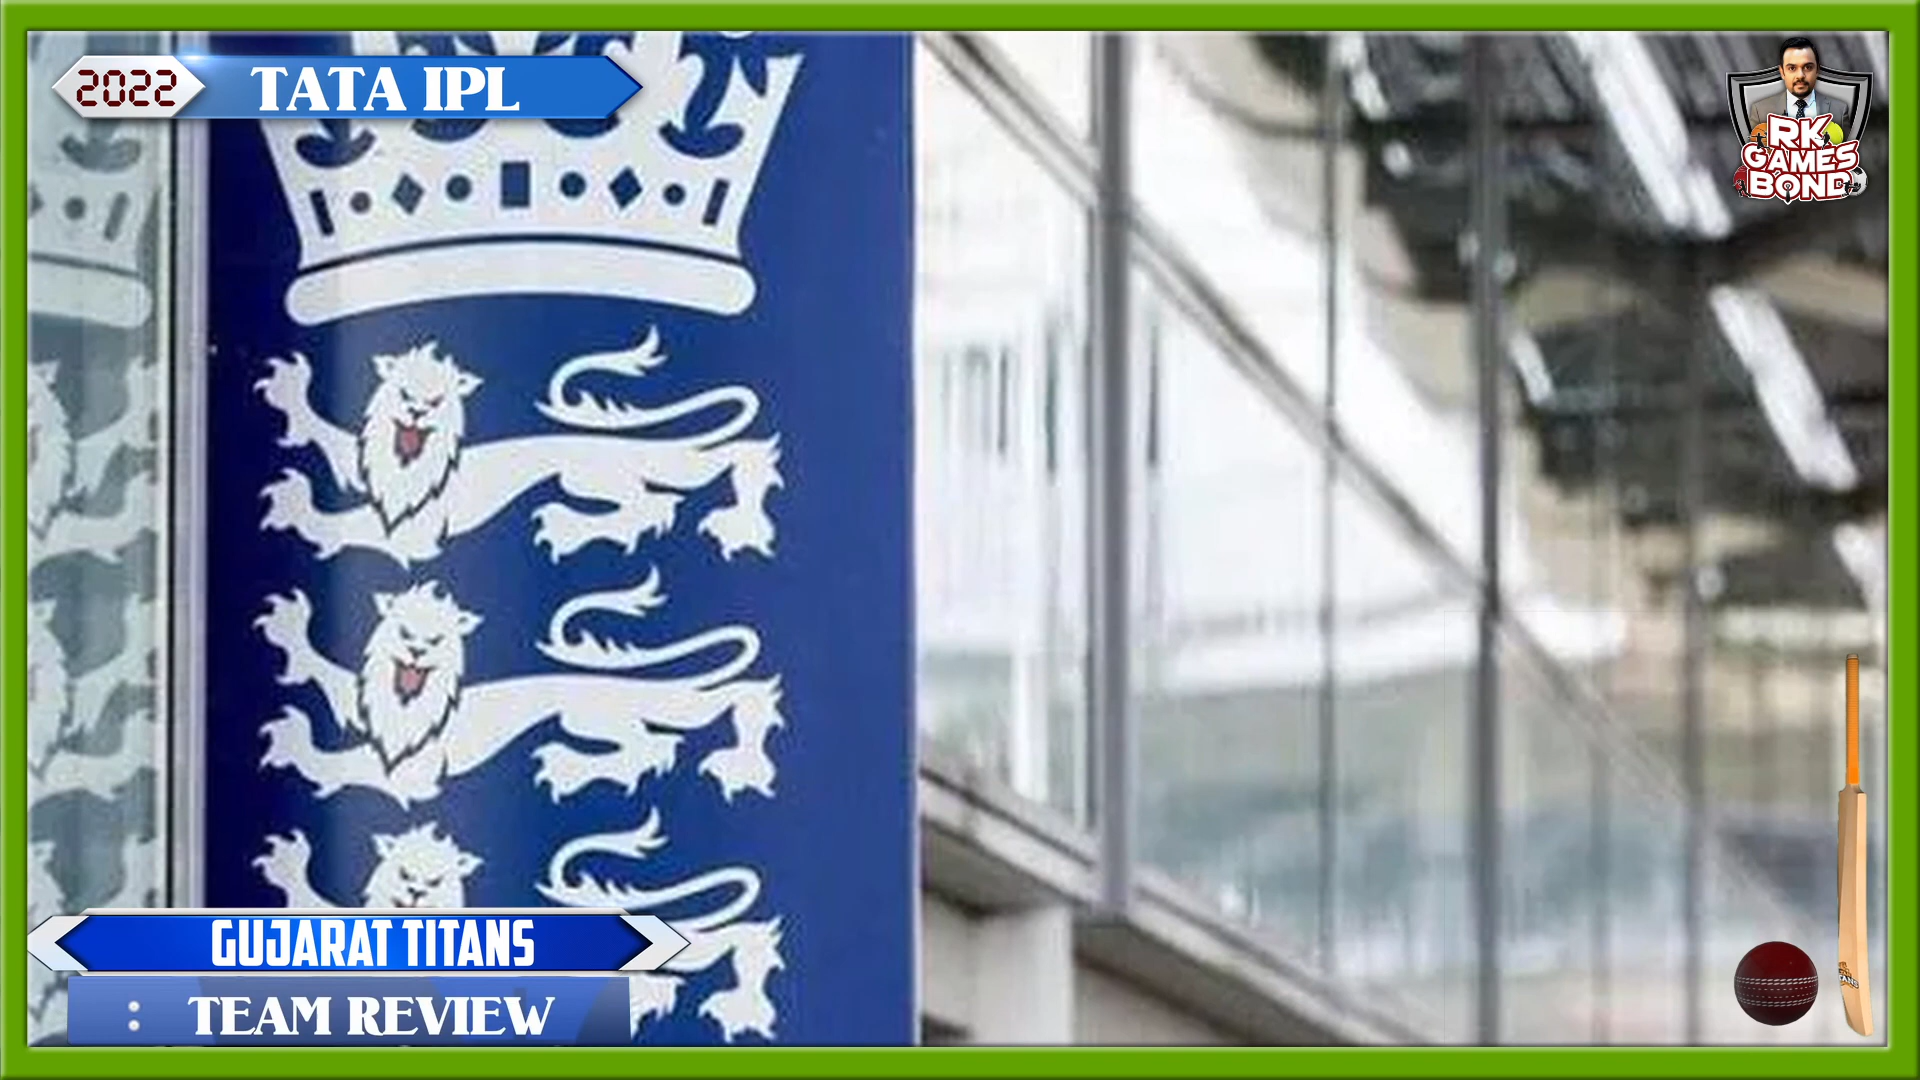 2022
TATA IPL
RK
GAMES
BOND
GUJARAT TITANS
: TEAM REVIEW